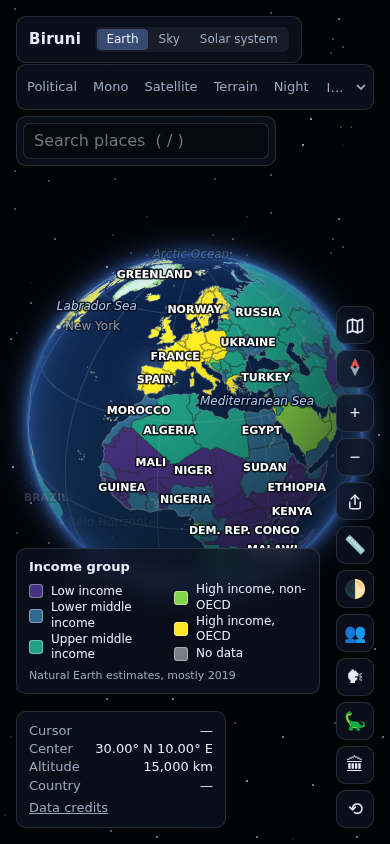 Biruni Earth Sky Solar system
Political Mono Satellite Terrain Night I…
Search places ( / )
Arctic Ocean
GREENLAND
Labrador Sea
NORWAY
RUSSIA
New York
UKRAINE
FRANCE
SPAIN
TURKEY
Mediterranean Sea
MOROCCO
ALGERIA
EGYPT
MALI
NIGER
SUDAN
GUINEA
ETHIOPIA
BRAZIL
NIGERIA
KENYA
Belo Horizonte
DEM. REP. CONGO
MALAWI
Income group
Low income
Lower middle
income
Upper middle
income
High income, non-
OECD
High income,
OECD
No data
Natural Earth estimates, mostly 2019
Cursor —
Center 30.00° N 10.00° E
Altitude 15,000 km
Country —
Data credits